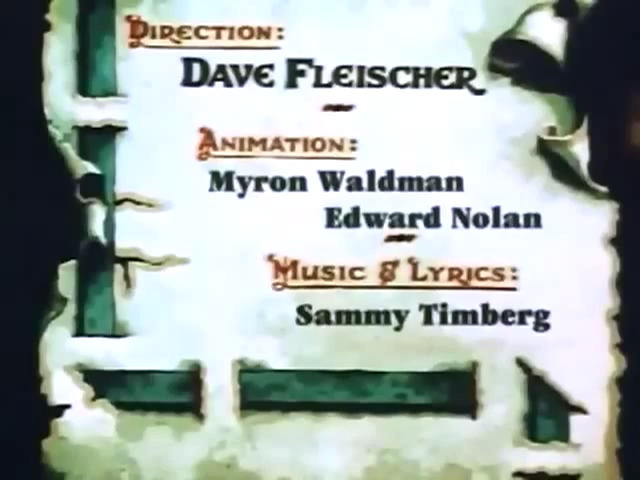 Direction:
Dave Fleischer
Animation:
Myron Waldman
Edward Nolan
Music & Lyrics:
Sammy Timberg